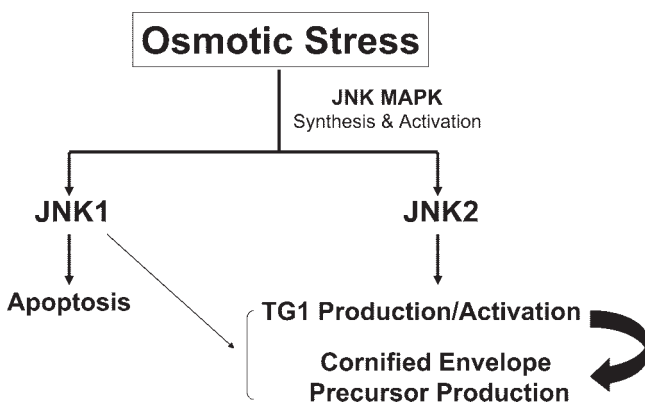 Osmotic Stress
JNK MAPK
Synthesis & Activation
JNK1
JNK2
Apoptosis
TG1 Production/Activation
Cornified Envelope
Precursor Production